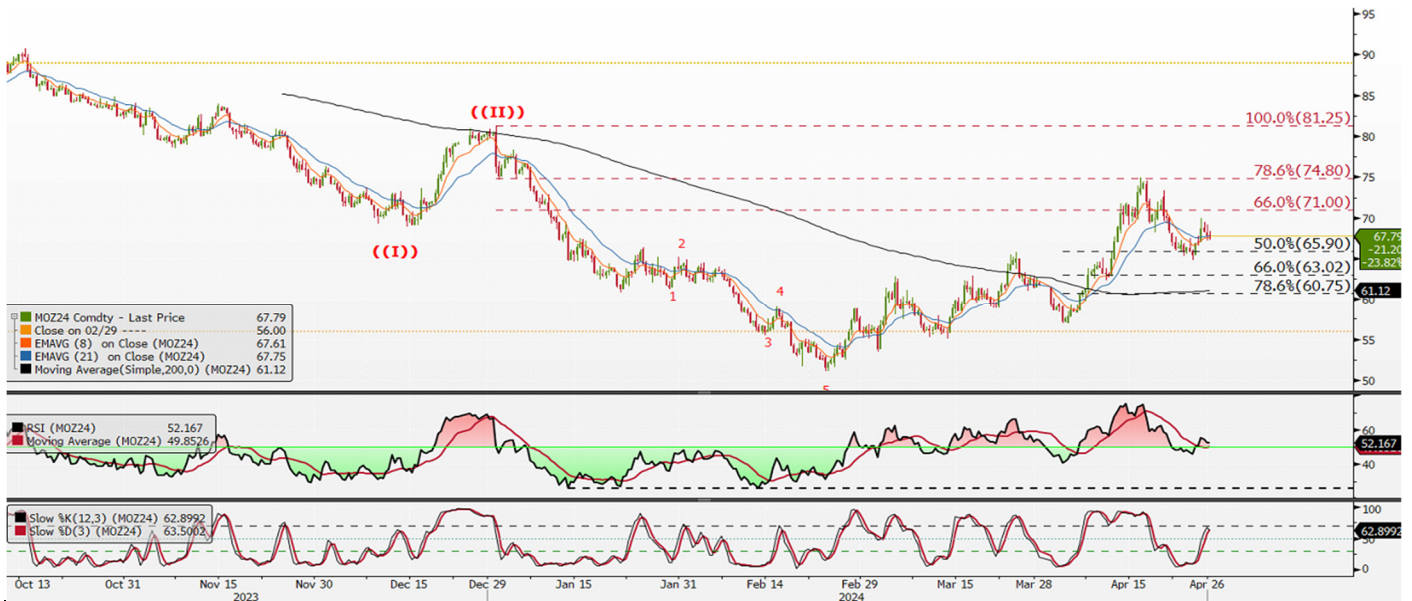 95
90
85
80
75
70
60
55
50
((II))
((I))
100.0%(81.25)
78.6%(74.80)
66.0%(71.00)
50.0%(65.90)
66.0%(63.02)
78.6%(60.75)
67.79
-21.20
-23.82%
61.12
2
1
4
3
5
MOZ24 Comdty - Last Price 67.79
Close on 02/29 ---- 56.00
EMAVG (8) on Close (MOZ24) 67.61
EMAVG (21) on Close (MOZ24) 67.75
Moving Average(Simple,200,0) (MOZ24) 61.12
RSI (MOZ24) 52.167
Moving Average (MOZ24) 49.8526
60
52.167
40
Slow %K(12,3) (MOZ24) 62.8992
Slow %D(3) (MOZ24) 63.5002
100
62.8992
50
0
Oct 13 Oct 31 Nov 15 Nov 30 Dec 15 Dec 29 Jan 15 Jan 31 Feb 14 Feb 29 Mar 15 Mar 28 Apr 15 Apr 26
2023 2024